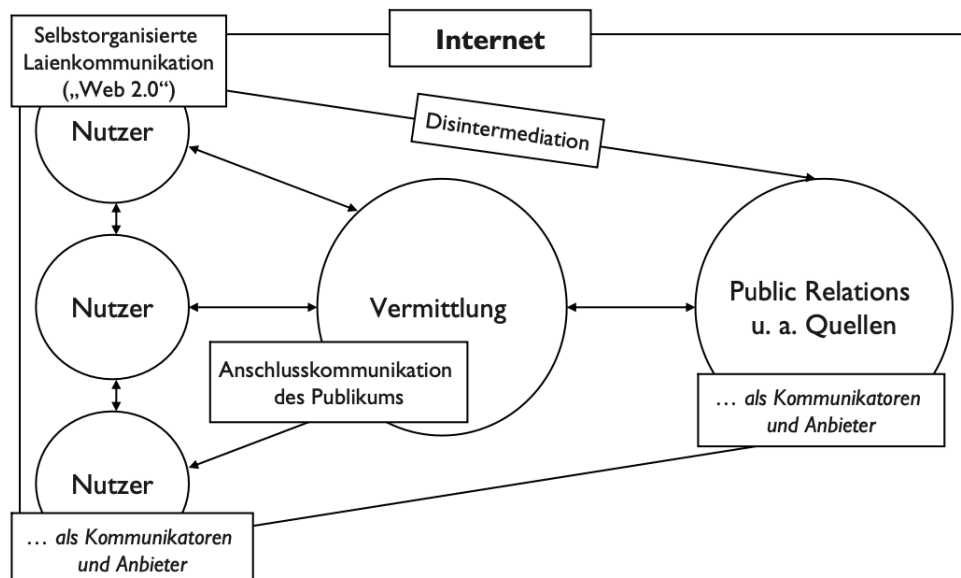 Selbstorganisierte
Laienkommunikation
(„Web 2.0“)
Internet
Disintermediation
Nutzer
Nutzer
Vermittlung
Public Relations
u. a. Quellen
Anschlusskommunikation
des Publikums
… als Kommunikatoren
und Anbieter
Nutzer
… als Kommunikatoren
und Anbieter